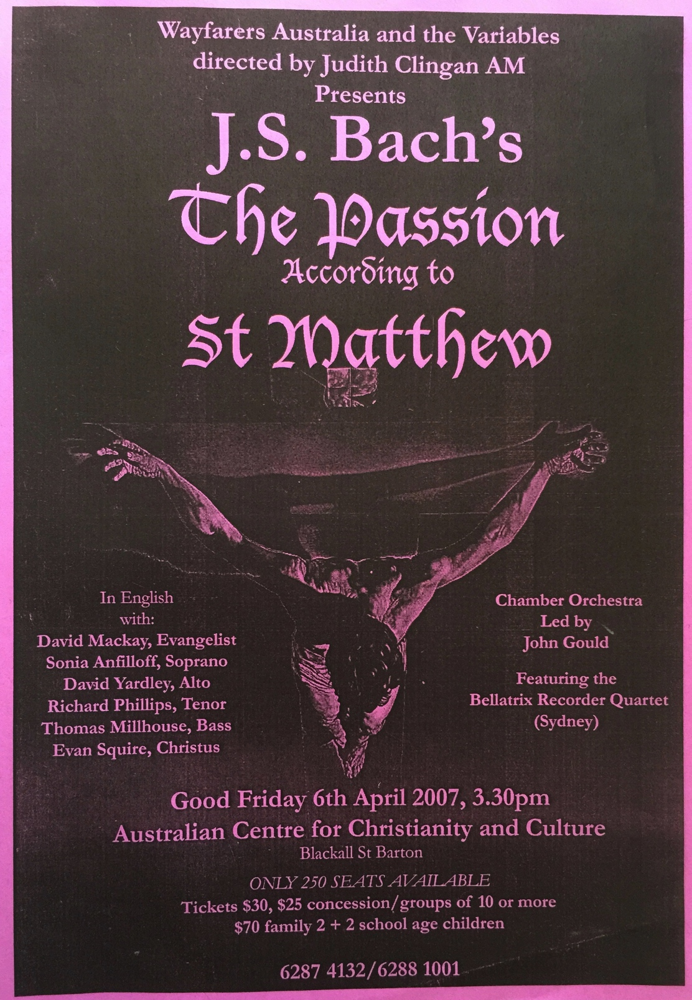 Wayfarers Australia and the Variables
directed by Judith Clingan AM
Presents
J.S. Bach's
The Passion
According to
St Matthew
In English
with:
David Mackay, Evangelist
Sonia Anfilloff, Soprano
David Yardley, Alto
Richard Phillips, Tenor
Thomas Millhouse, Bass
Evan Squire, Christus
Chamber Orchestra
Led by
John Gould
Featuring the
Bellatrix Recorder Quartet
(Sydney)
Good Friday 6th April 2007, 3.30pm
Australian Centre for Christianity and Culture
Blackall St Barton
ONLY 250 SEATS AVAILABLE
Tickets $30, $25 concession/groups of 10 or more
$70 family 2 + 2 school age children
6287 4132/6288 1001